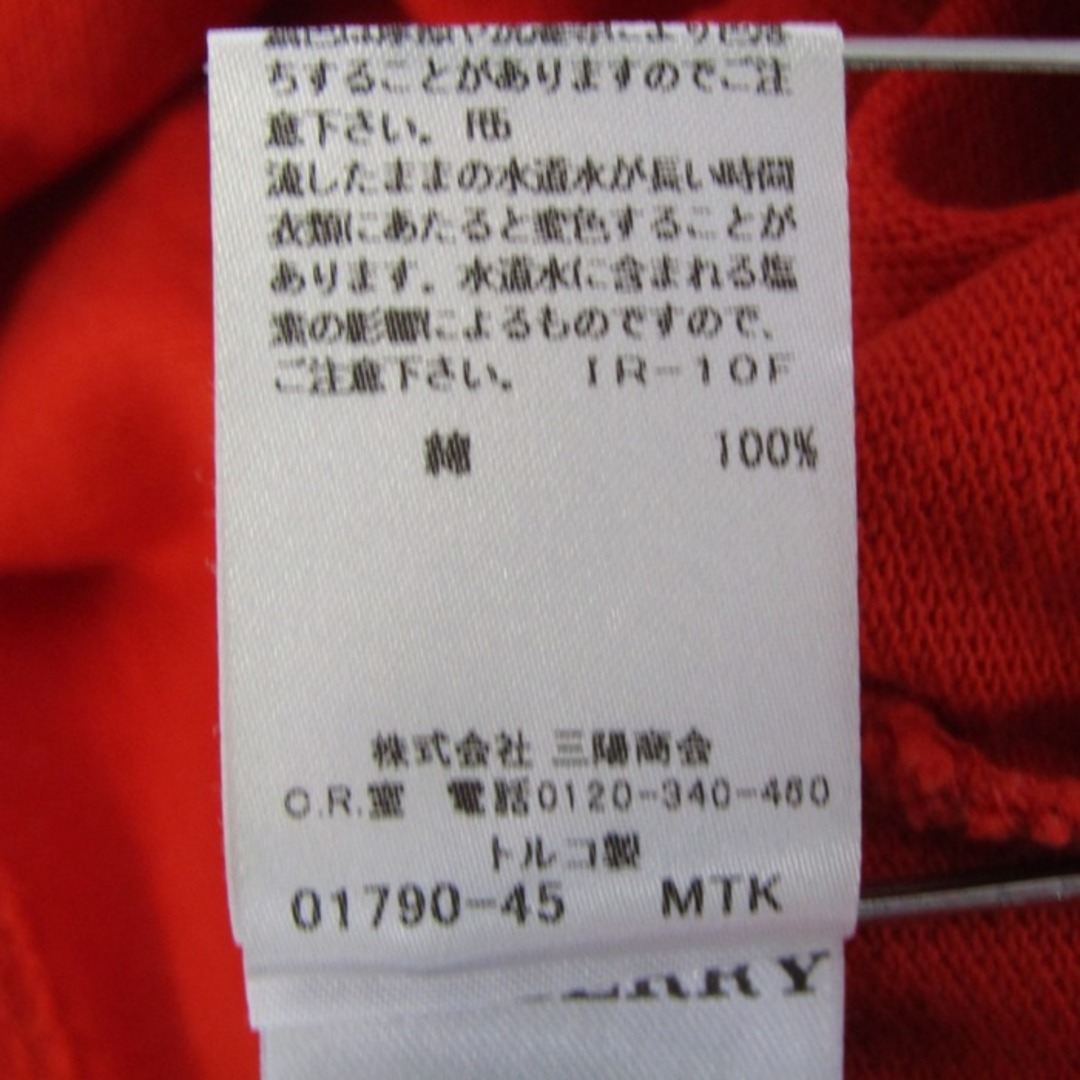 ちすることがありますのでご注
意下さい。
流したままの水道水が長い時間
衣類にあたると変色することが
あります。水道水に含まれる塩
素の影響によるものですので、
ご注意下さい。 IR-10F
綿 100%
株式会社 三陽商会
C.R.室 電話0120-340-460
トルコ製
01790-45 MTK